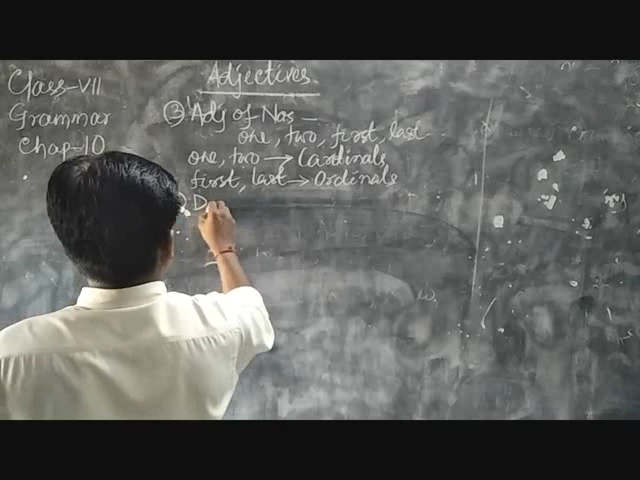 Adjectives
Class-VII
Grammar
Chap-10
③ Adj of Nos —
one, two, first, last
one, two → Cardinals
first, last → Ordinals
D